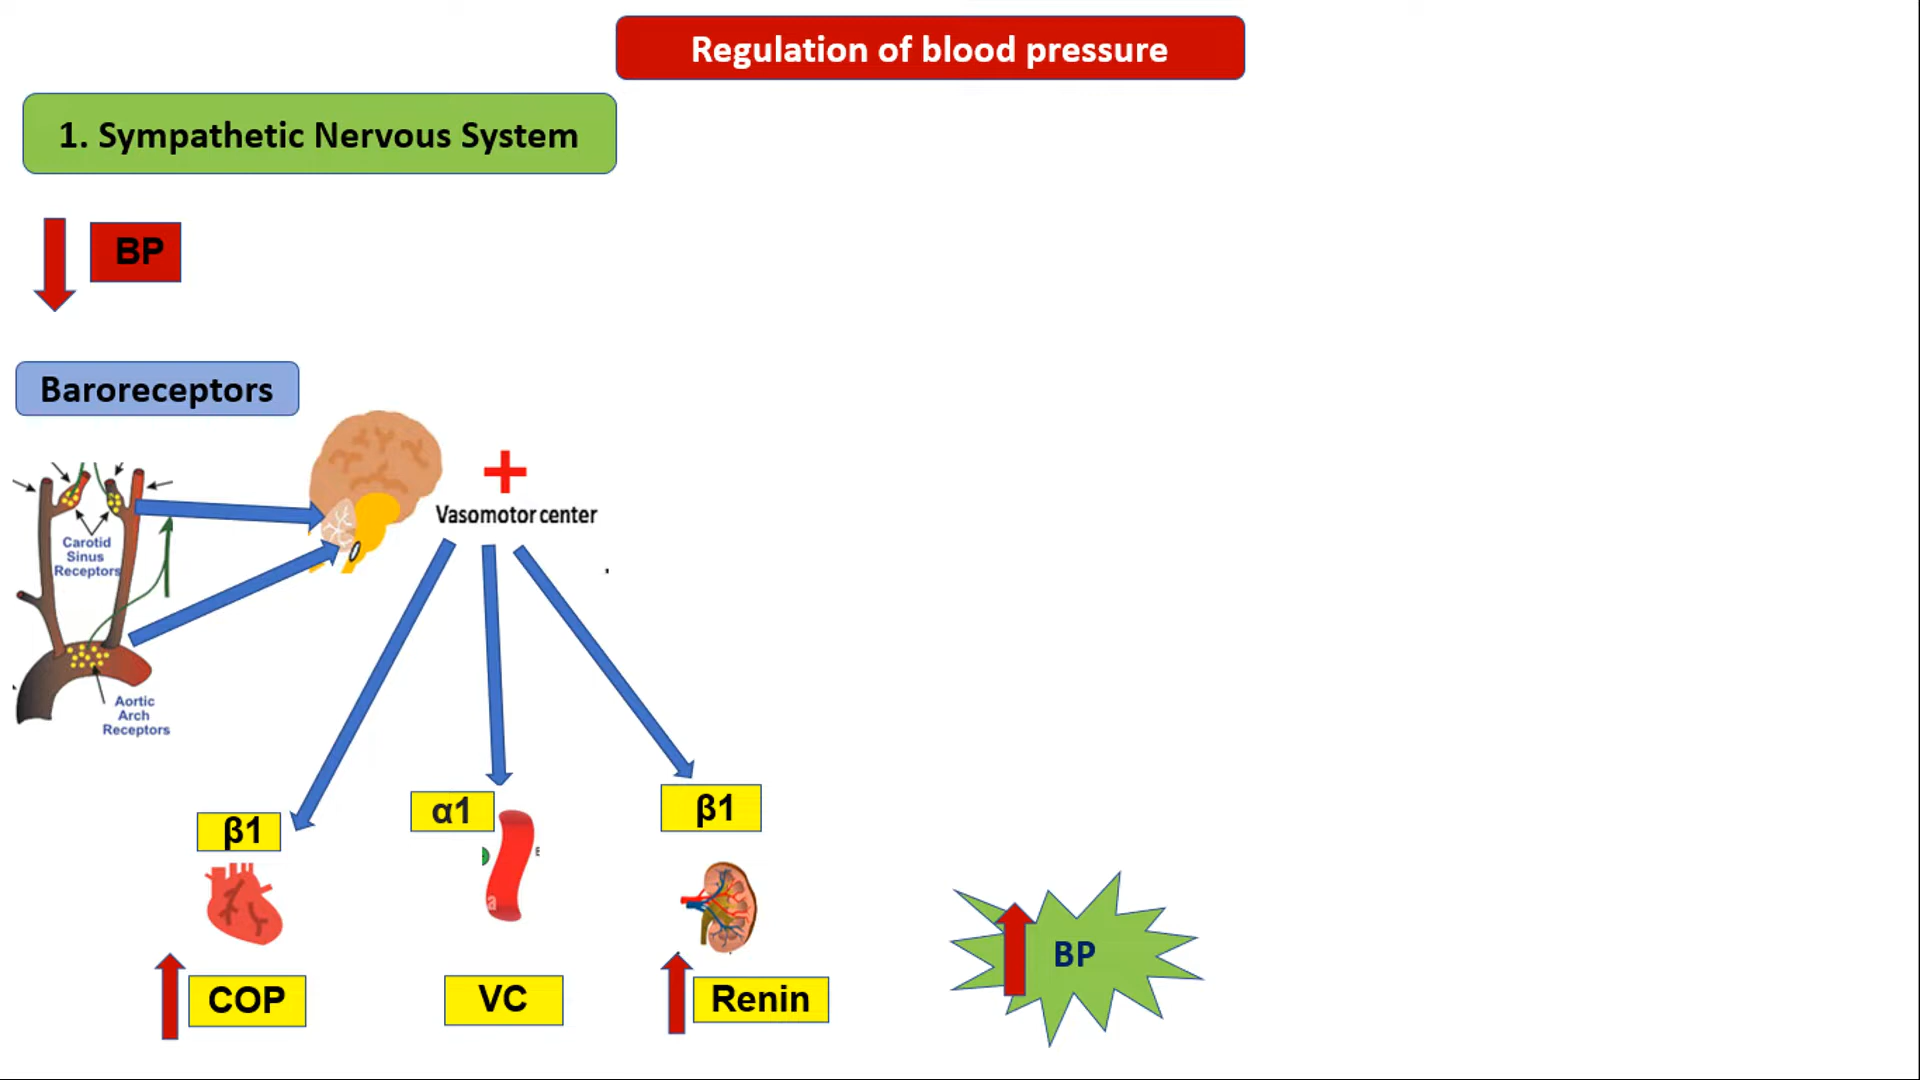 Regulation of blood pressure
1. Sympathetic Nervous System
BP
Baroreceptors
Vasomotor center
Carotid
Sinus
Receptors
Aortic
Arch
Receptors
β1
α1
β1
a
COP
VC
Renin
BP